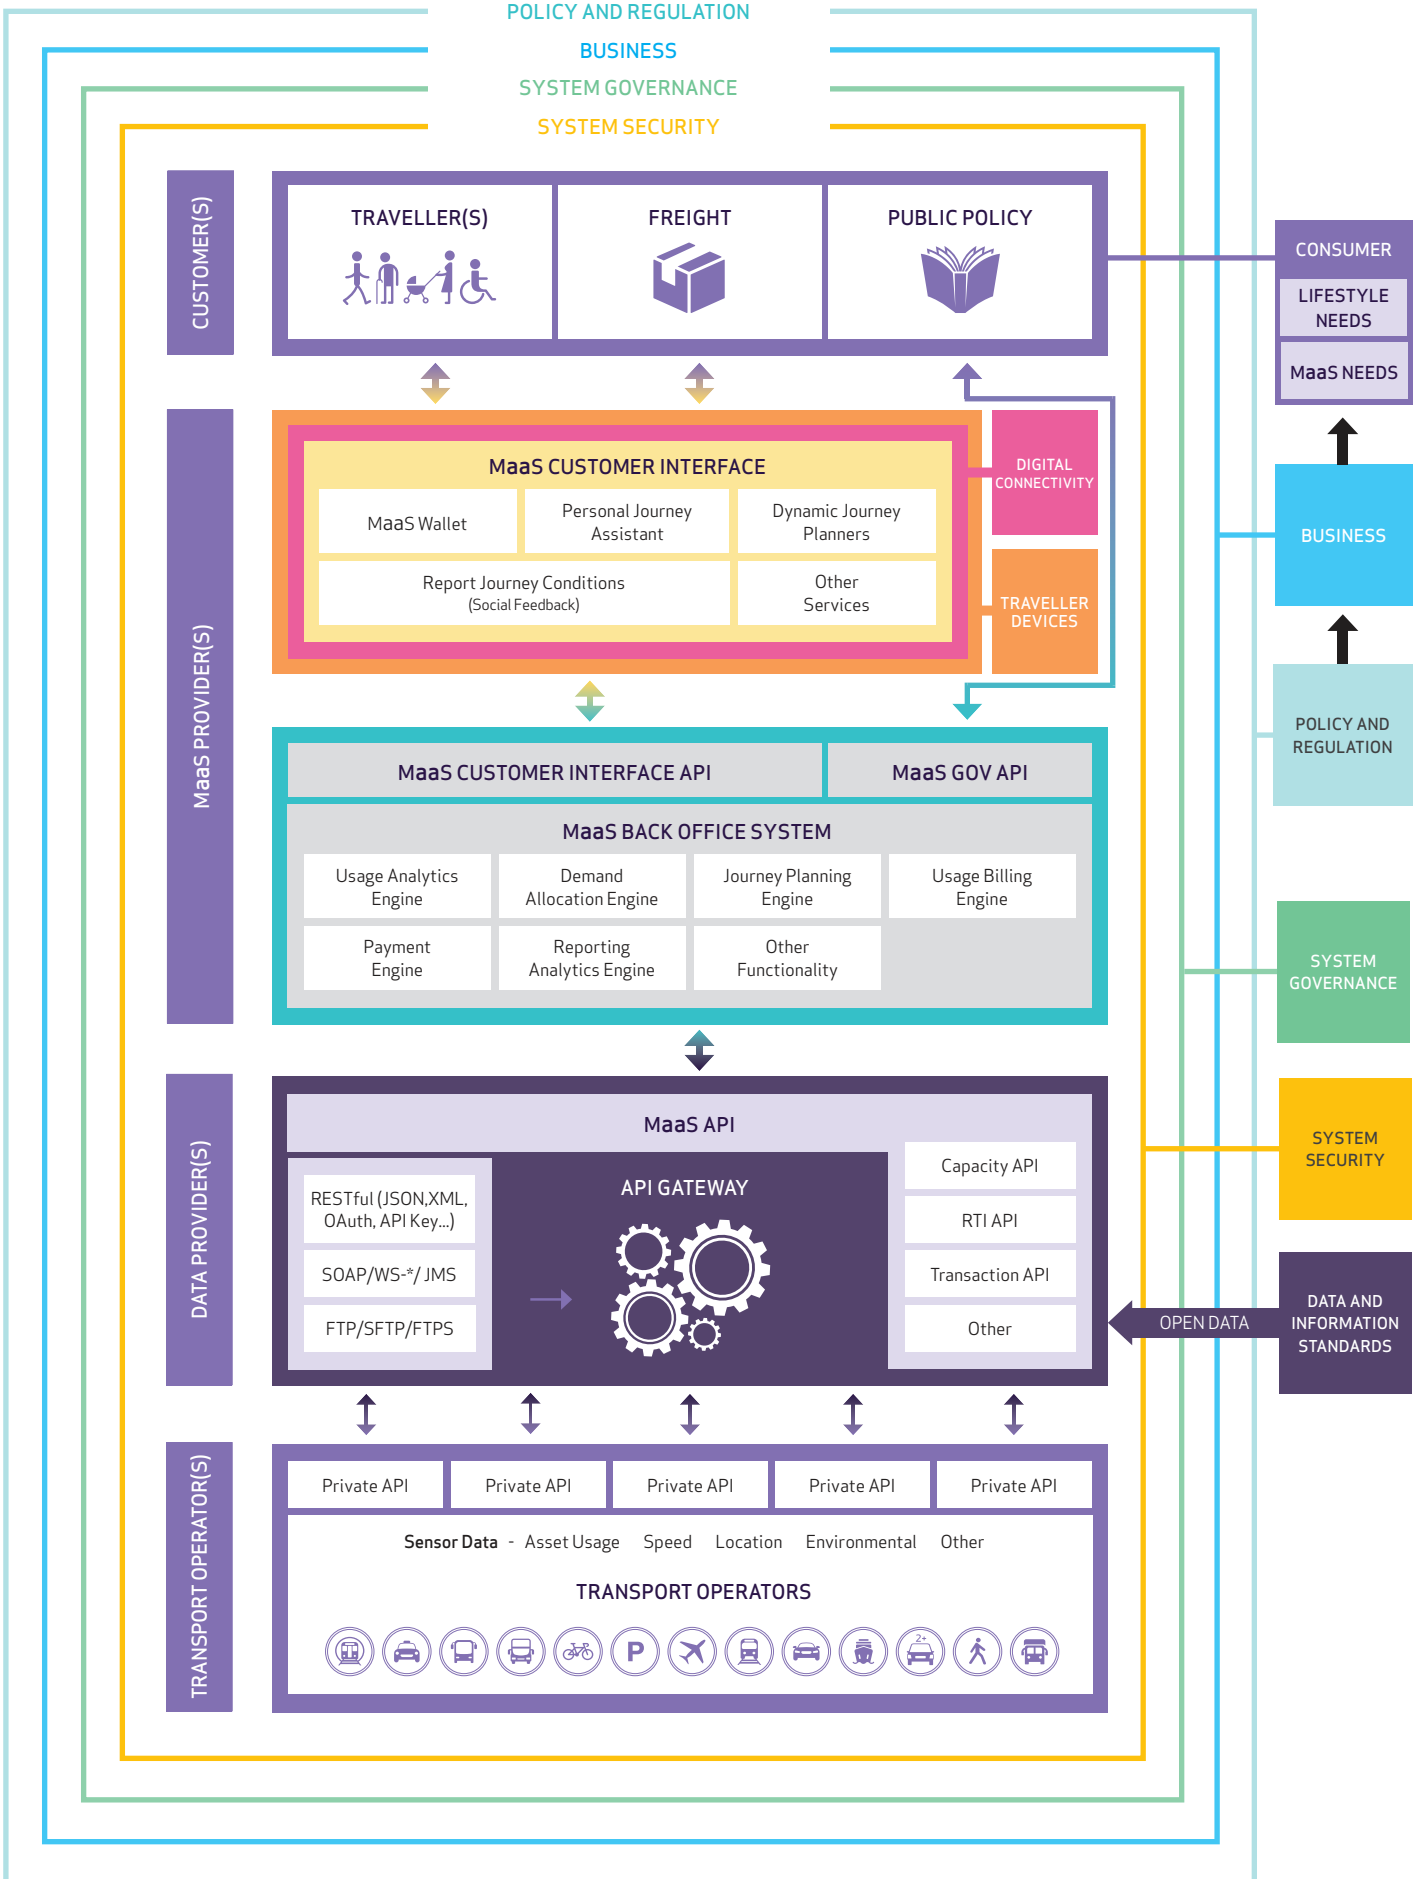 POLICY AND REGULATION
BUSINESS
SYSTEM GOVERNANCE
SYSTEM SECURITY
CUSTOMER(S)
TRAVELLER(S)
FREIGHT
PUBLIC POLICY
CONSUMER
LIFESTYLE
NEEDS
MaaS NEEDS
MaaS PROVIDER(S)
MaaS CUSTOMER INTERFACE
MaaS Wallet
Personal Journey
Assistant
Dynamic Journey
Planners
Report Journey Conditions
(Social Feedback)
Other
Services
DIGITAL
CONNECTIVITY
TRAVELLER
DEVICES
BUSINESS
POLICY AND
REGULATION
MaaS CUSTOMER INTERFACE API
MaaS GOV API
MaaS BACK OFFICE SYSTEM
Usage Analytics
Engine
Demand
Allocation Engine
Journey Planning
Engine
Usage Billing
Engine
Payment
Engine
Reporting
Analytics Engine
Other
Functionality
SYSTEM
GOVERNANCE
DATA PROVIDER(S)
MaaS API
RESTful (JSON,XML,
OAuth, API Key...)
SOAP/WS-*/ JMS
FTP/SFTP/FTPS
API GATEWAY
Capacity API
RTI API
Transaction API
Other
SYSTEM
SECURITY
OPEN DATA
DATA AND
INFORMATION
STANDARDS
TRANSPORT OPERATOR(S)
Private API
Private API
Private API
Private API
Private API
Sensor Data - Asset Usage Speed Location Environmental Other
TRANSPORT OPERATORS
P
2+